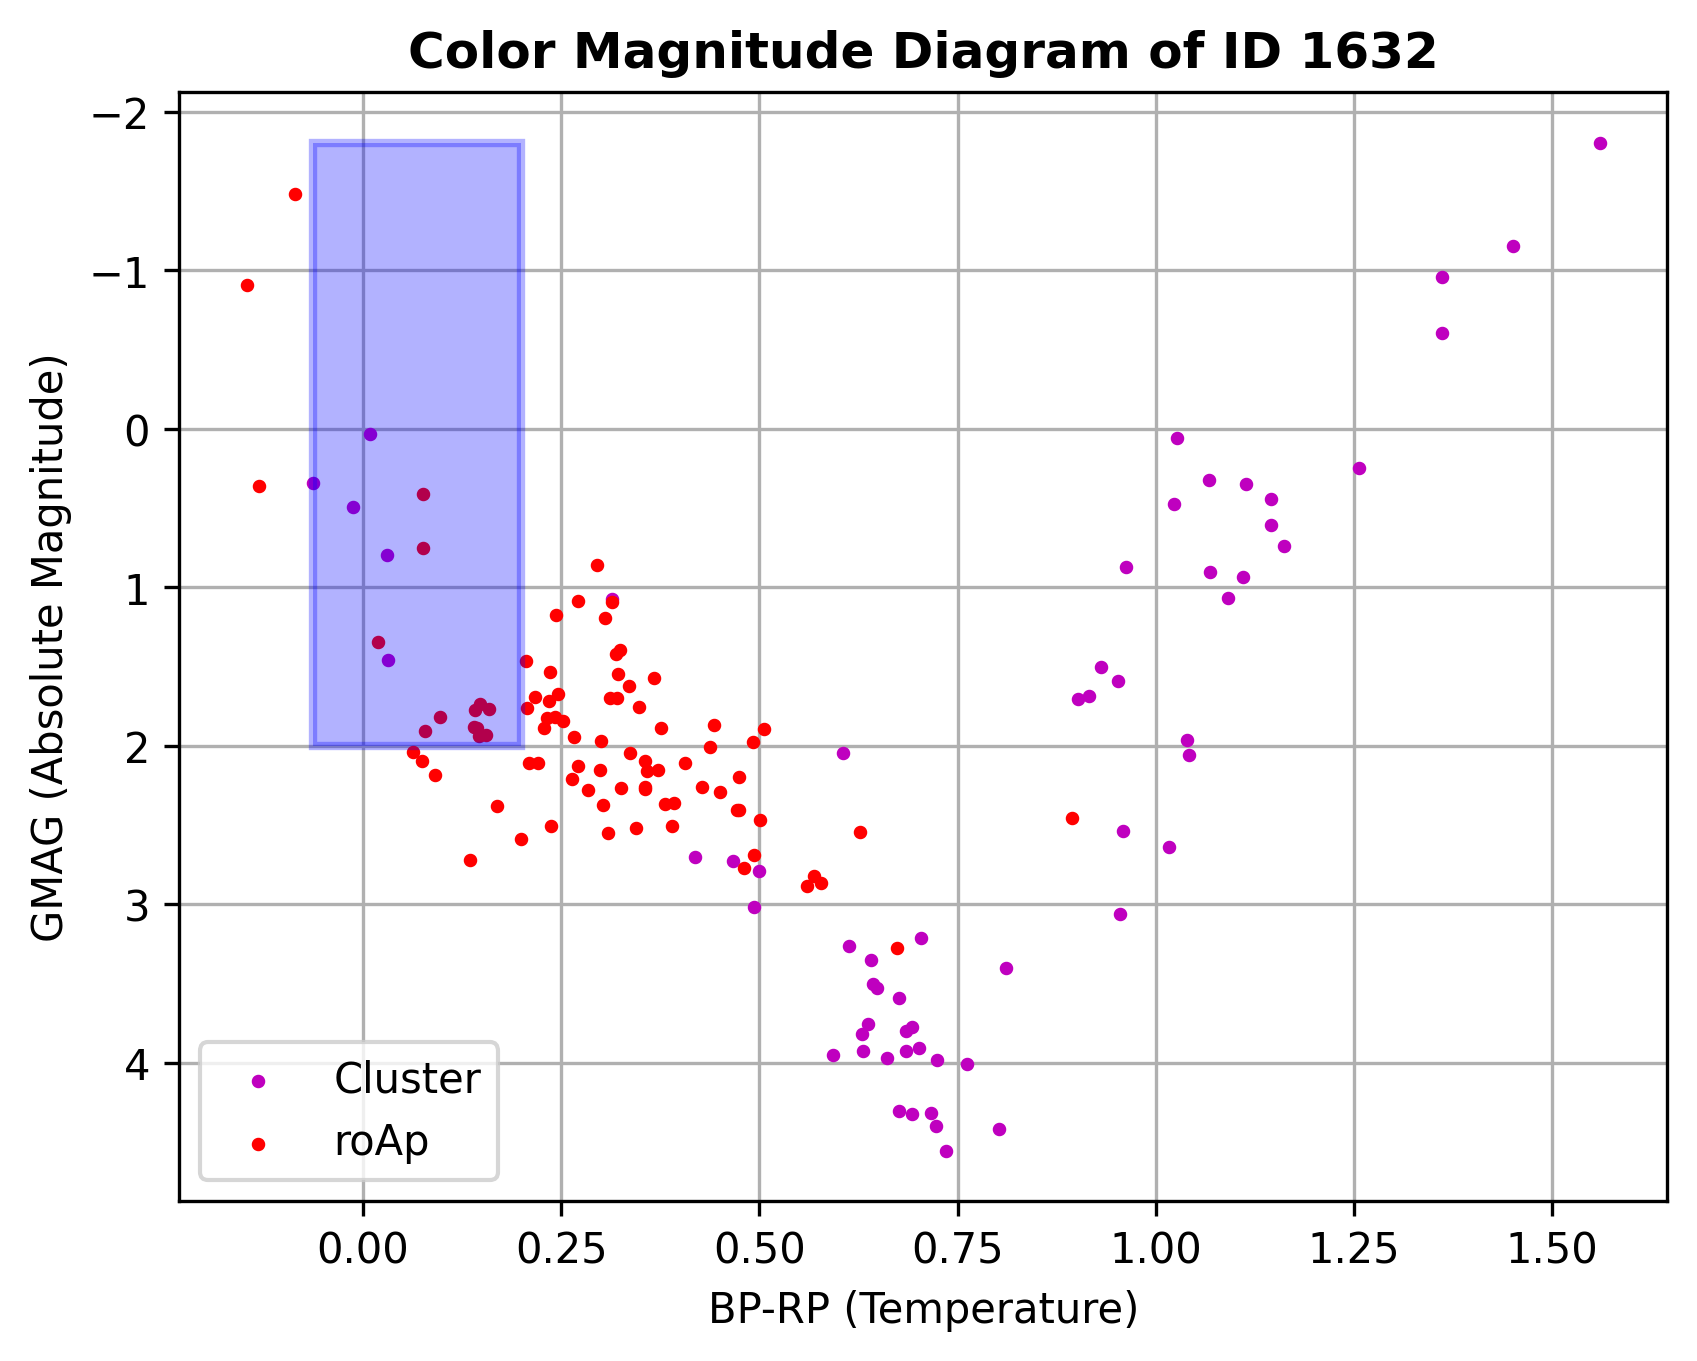 Color Magnitude Diagram of ID 1632
GMAG (Absolute Magnitude)
−2
−1
0
1
2
3
4
Cluster
roAp
0.00 0.25 0.50 0.75 1.00 1.25 1.50
BP-RP (Temperature)